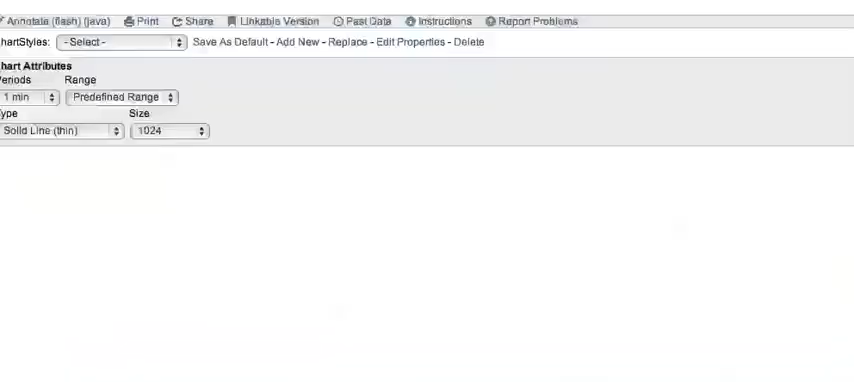 Annotate (flash) (java) Print Share Linkable Version Past Data Instructions Report Problems
hartStyles: - Select - Save As Default - Add New - Replace - Edit Properties - Delete
hart Attributes
eriods Range
1 min Predefined Range
ype Size
Solid Line (thin) 1024